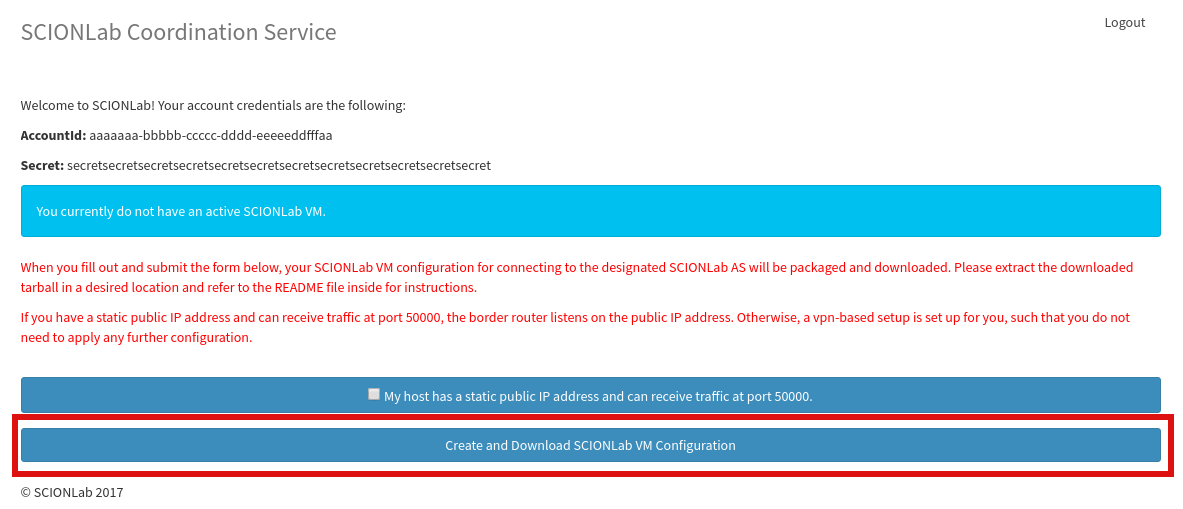 SCIONLab Coordination Service
Logout
Welcome to SCIONLab! Your account credentials are the following:
AccountId: aaaaaaa-bbbbb-ccccc-dddd-eeeeeddfffaa
Secret: secretsecretsecretsecretsecretsecretsecretsecretsecretsecretsecretsecret
You currently do not have an active SCIONLab VM.
When you fill out and submit the form below, your SCIONLab VM configuration for connecting to the designated SCIONLab AS will be packaged and downloaded. Please extract the downloaded
tarball in a desired location and refer to the README file inside for instructions.
If you have a static public IP address and can receive traffic at port 50000, the border router listens on the public IP address. Otherwise, a vpn-based setup is set up for you, such that you do not
need to apply any further configuration.
My host has a static public IP address and can receive traffic at port 50000.
Create and Download SCIONLab VM Configuration
© SCIONLab 2017